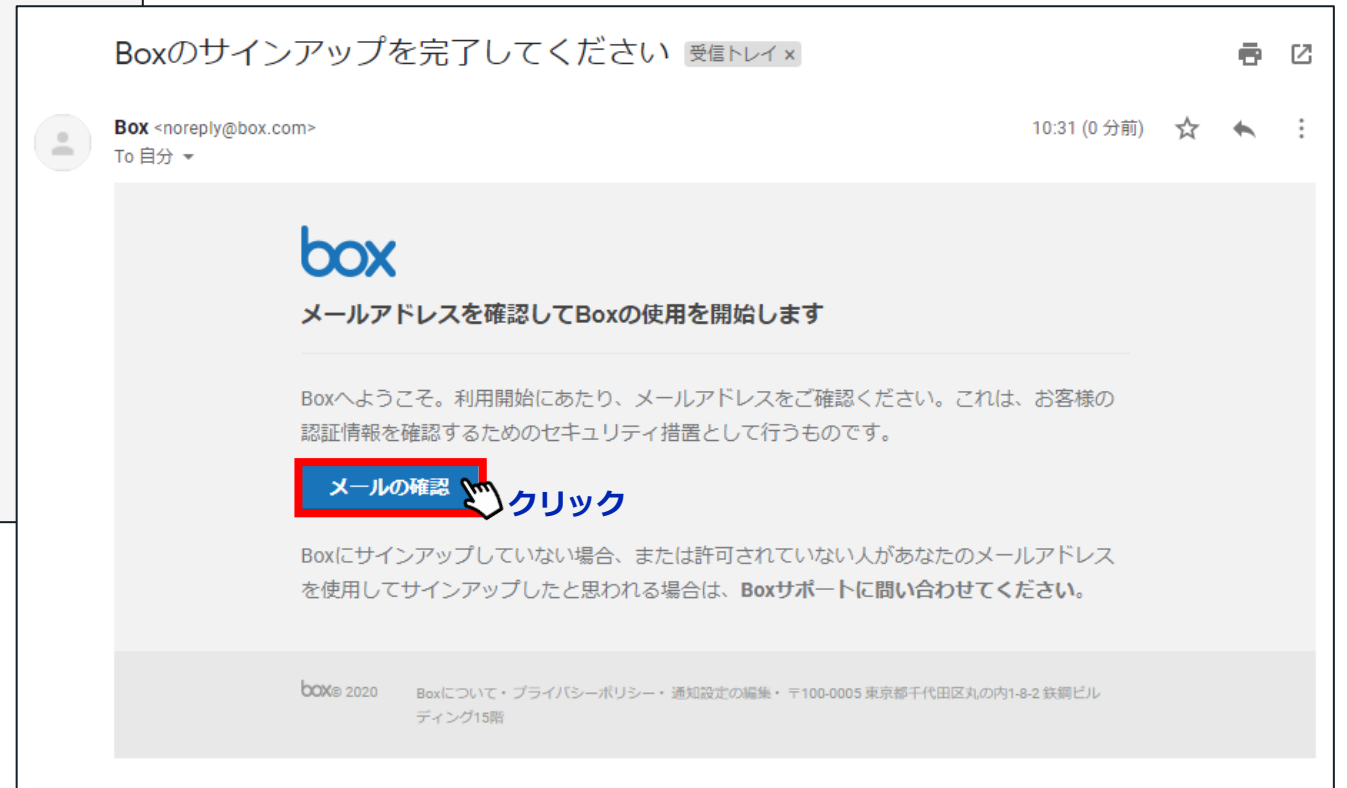 Boxのサインアップを完了してください 受信トレイ ×
Box <noreply@box.com> 10:31 (0 分前)
To 自分
box
メールアドレスを確認してBoxの使用を開始します
Boxへようこそ。利用開始にあたり、メールアドレスをご確認ください。これは、お客様の
認証情報を確認するためのセキュリティ措置として行うものです。
メールの確認 クリック
Boxにサインアップしていない場合、または許可されていない人があなたのメールアドレス
を使用してサインアップしたと思われる場合は、Boxサポートに問い合わせてください。
box® 2020 Boxについて・プライバシーポリシー・通知設定の編集・〒100-0005 東京都千代田区丸の内1-8-2 鉃鋼ビル
ディング15階